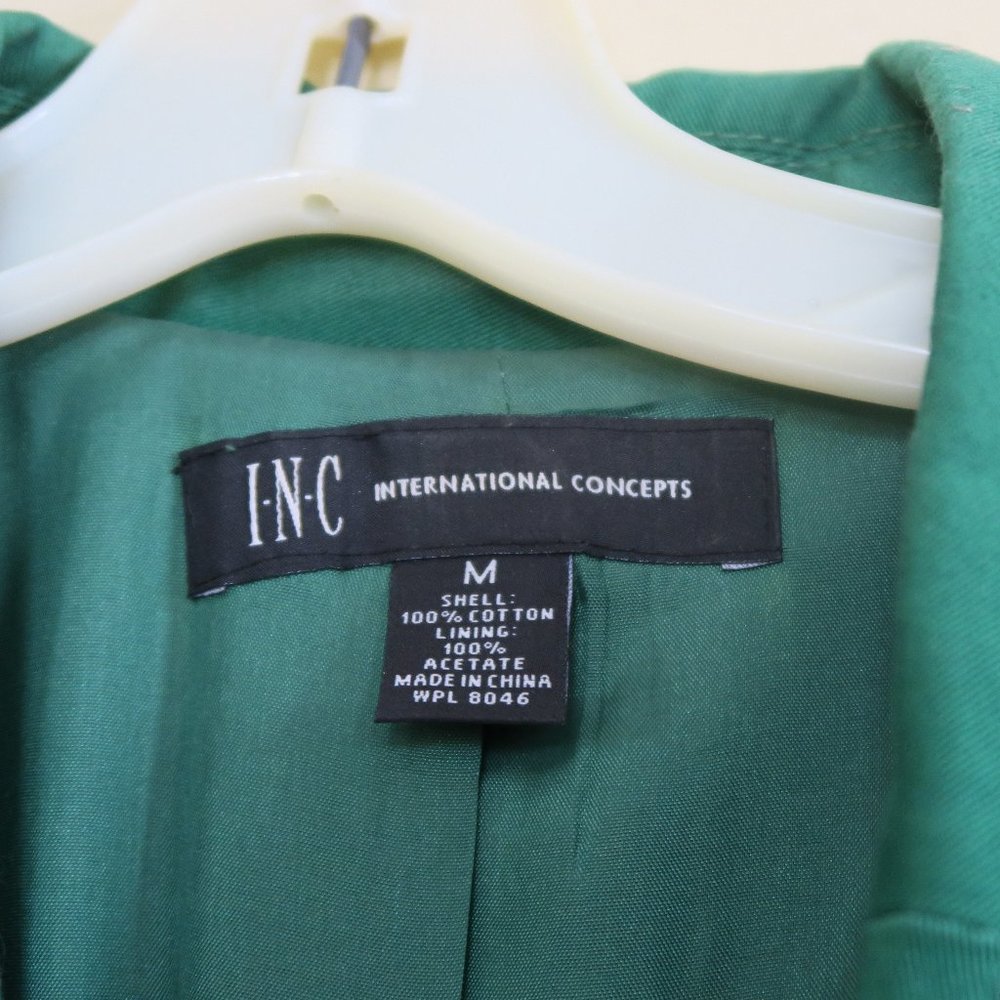 I·N·C INTERNATIONAL CONCEPTS
M
SHELL:
100% COTTON
LINING:
100%
ACETATE
MADE IN CHINA
WPL 8046